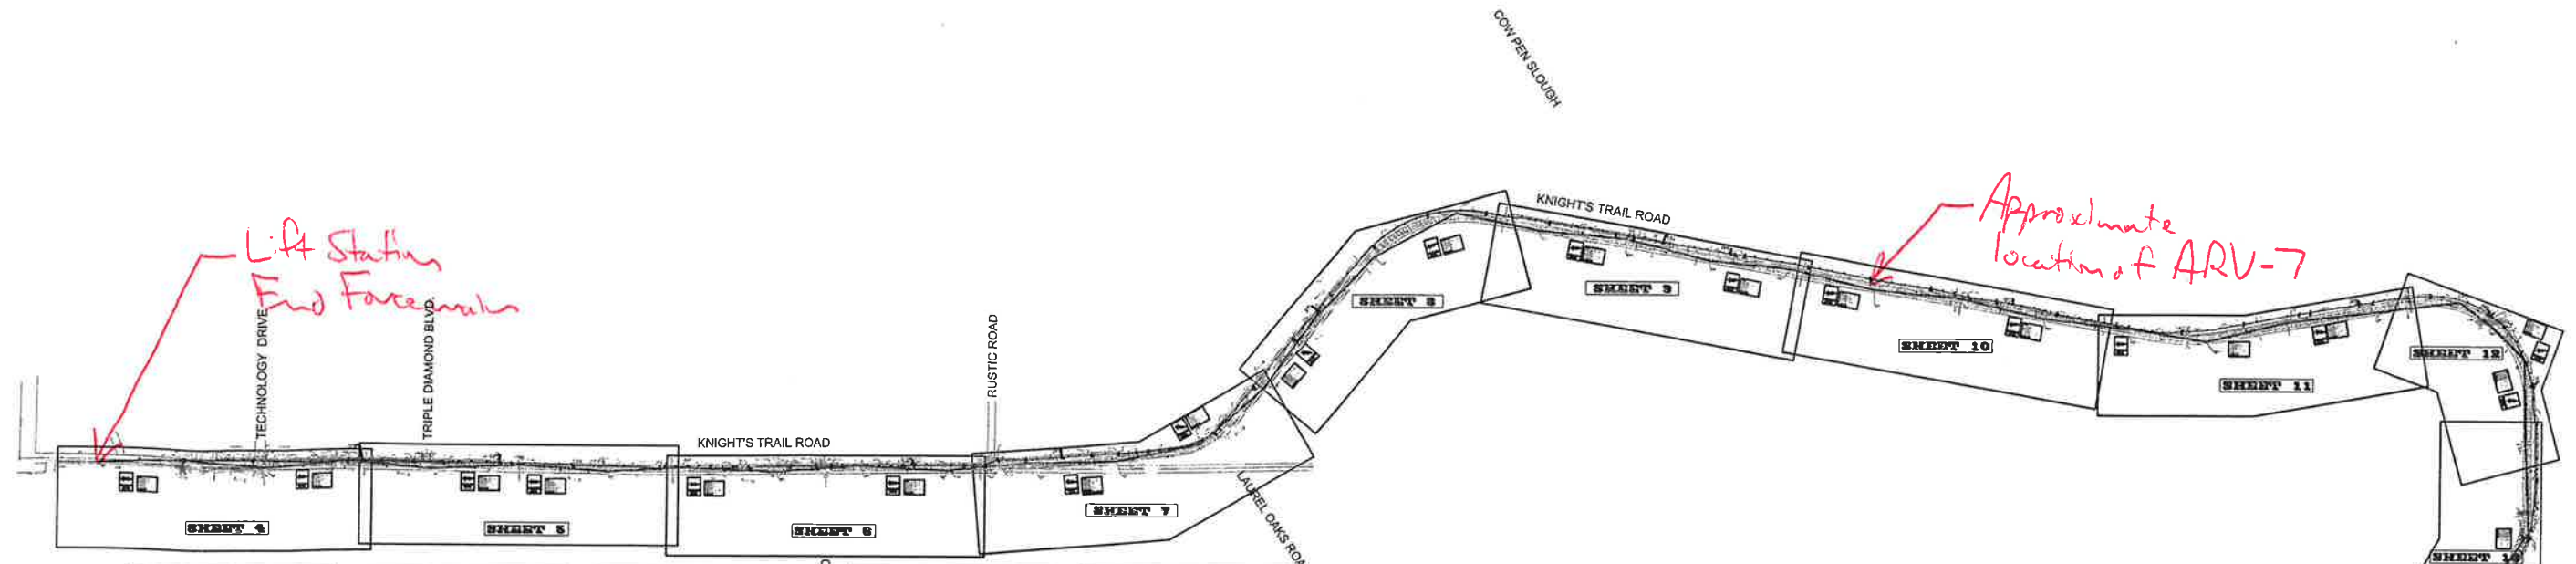 COW PEN SLOUGH
KNIGHT'S TRAIL ROAD
Approximate
location of ARV-7
Lift Station
End Forcemain
TECHNOLOGY DRIVE
TRIPLE DIAMOND BLVD.
RUSTIC ROAD
KNIGHT'S TRAIL ROAD
LAUREL OAKS ROA
SHEET 4
SHEET 5
SHEET 6
SHEET 7
SHEET 8
SHEET 9
SHEET 10
SHEET 11
SHEET 12